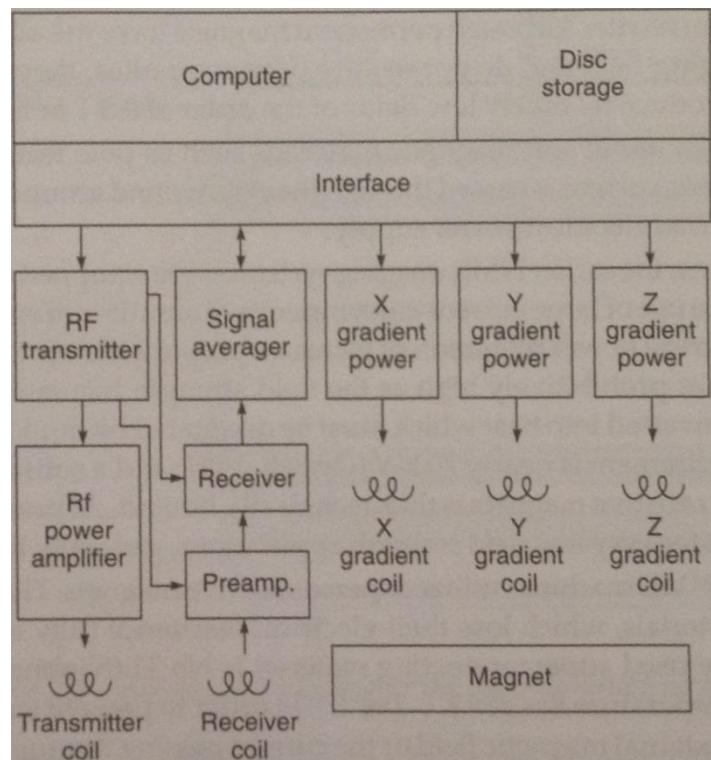 Computer
Disc
storage
Interface
RF
transmitter
Signal
averager
X
gradient
power
Y
gradient
power
Z
gradient
power
Rf
power
amplifier
Receiver
Preamp.
X
gradient
coil
Y
gradient
coil
Z
gradient
coil
Magnet
Transmitter
coil
Receiver
coil